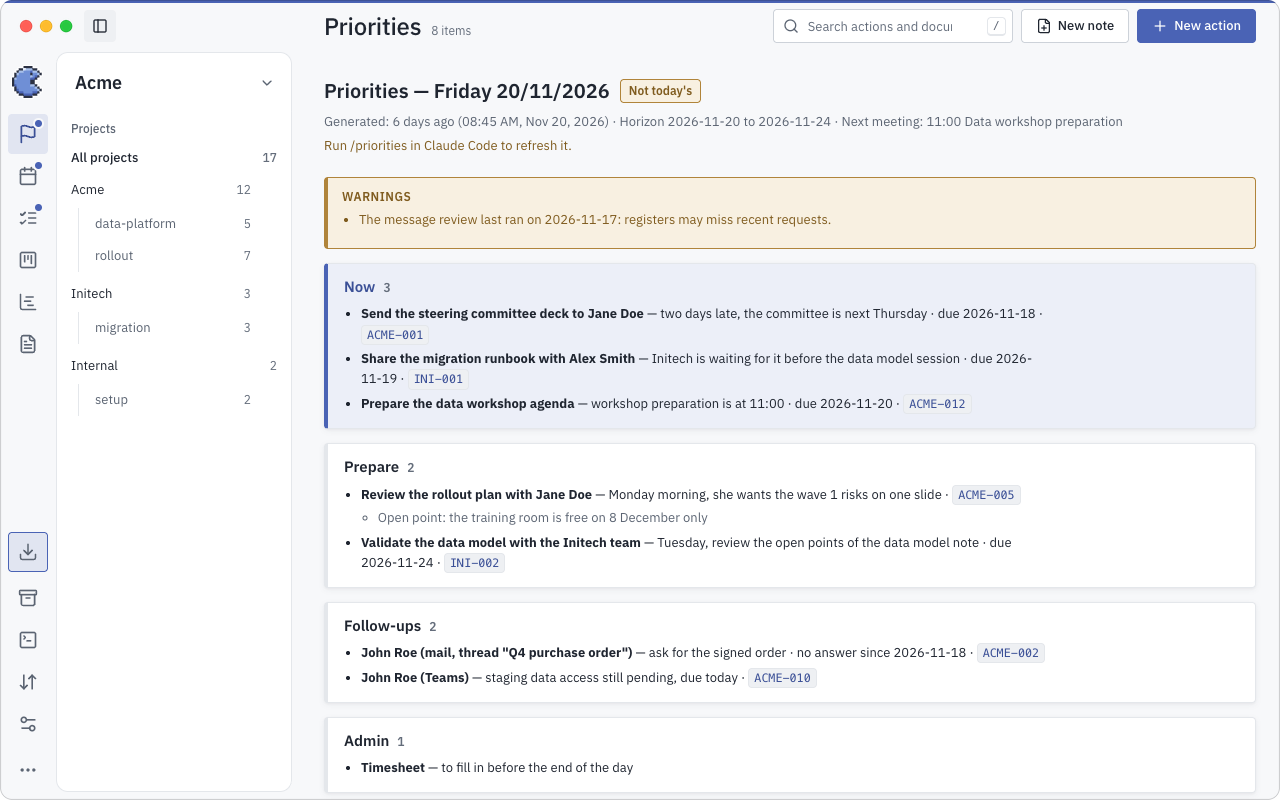 Priorities 8 items
Search actions and docui
/
New note
New action
Acme
Projects
All projects 17
Acme 12
data-platform 5
rollout 7
Initech 3
migration 3
Internal 2
setup 2
Priorities — Friday 20/11/2026 Not today's
Generated: 6 days ago (08:45 AM, Nov 20, 2026) · Horizon 2026-11-20 to 2026-11-24 · Next meeting: 11:00 Data workshop preparation
Run /priorities in Claude Code to refresh it.
WARNINGS
• The message review last ran on 2026-11-17: registers may miss recent requests.
Now 3
• Send the steering committee deck to Jane Doe — two days late, the committee is next Thursday · due 2026-11-18 ·
ACME-001
• Share the migration runbook with Alex Smith — Initech is waiting for it before the data model session · due 2026-
11-19 · INI-001
• Prepare the data workshop agenda — workshop preparation is at 11:00 · due 2026-11-20 · ACME-012
Prepare 2
• Review the rollout plan with Jane Doe — Monday morning, she wants the wave 1 risks on one slide · ACME-005
◦ Open point: the training room is free on 8 December only
• Validate the data model with the Initech team — Tuesday, review the open points of the data model note · due
2026-11-24 · INI-002
Follow-ups 2
• John Roe (mail, thread "Q4 purchase order") — ask for the signed order · no answer since 2026-11-18 · ACME-002
• John Roe (Teams) — staging data access still pending, due today · ACME-010
Admin 1
• Timesheet — to fill in before the end of the day